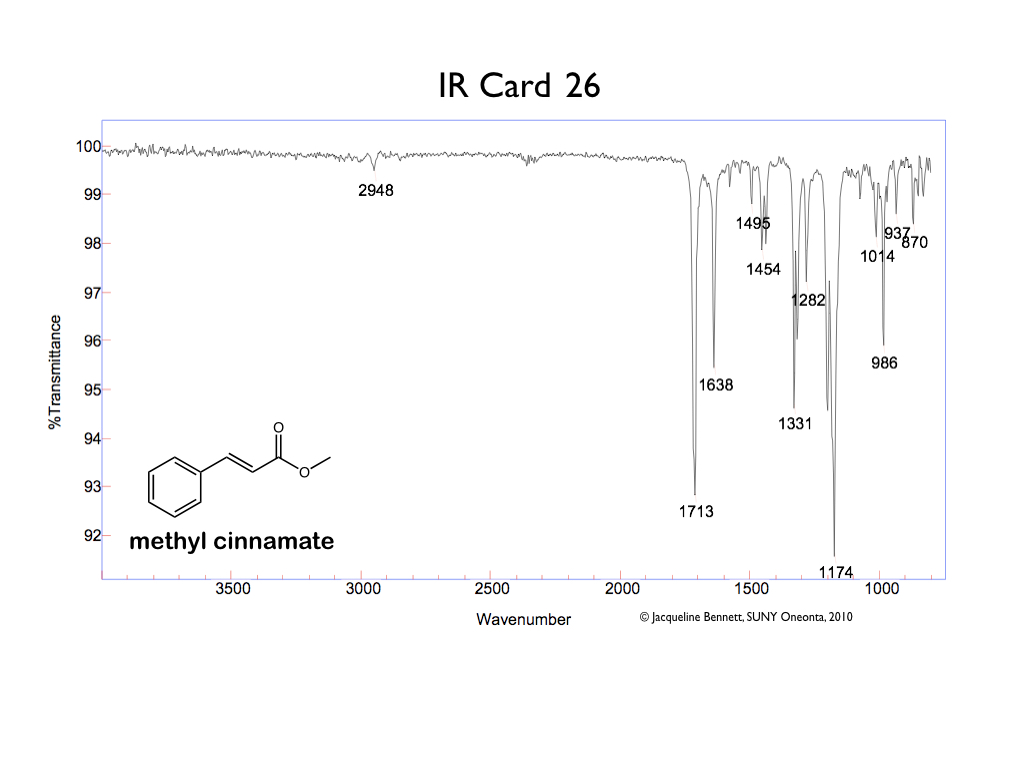 IR Card 26
100
99
98
97
96
95
94
93
92
%Transmittance
2948
1713
1638
1495
1454
1331
1282
1174
1014
986
937
870
O
O
methyl cinnamate
3500 3000 2500 2000 1500 1000
Wavenumber
© Jacqueline Bennett, SUNY Oneonta, 2010